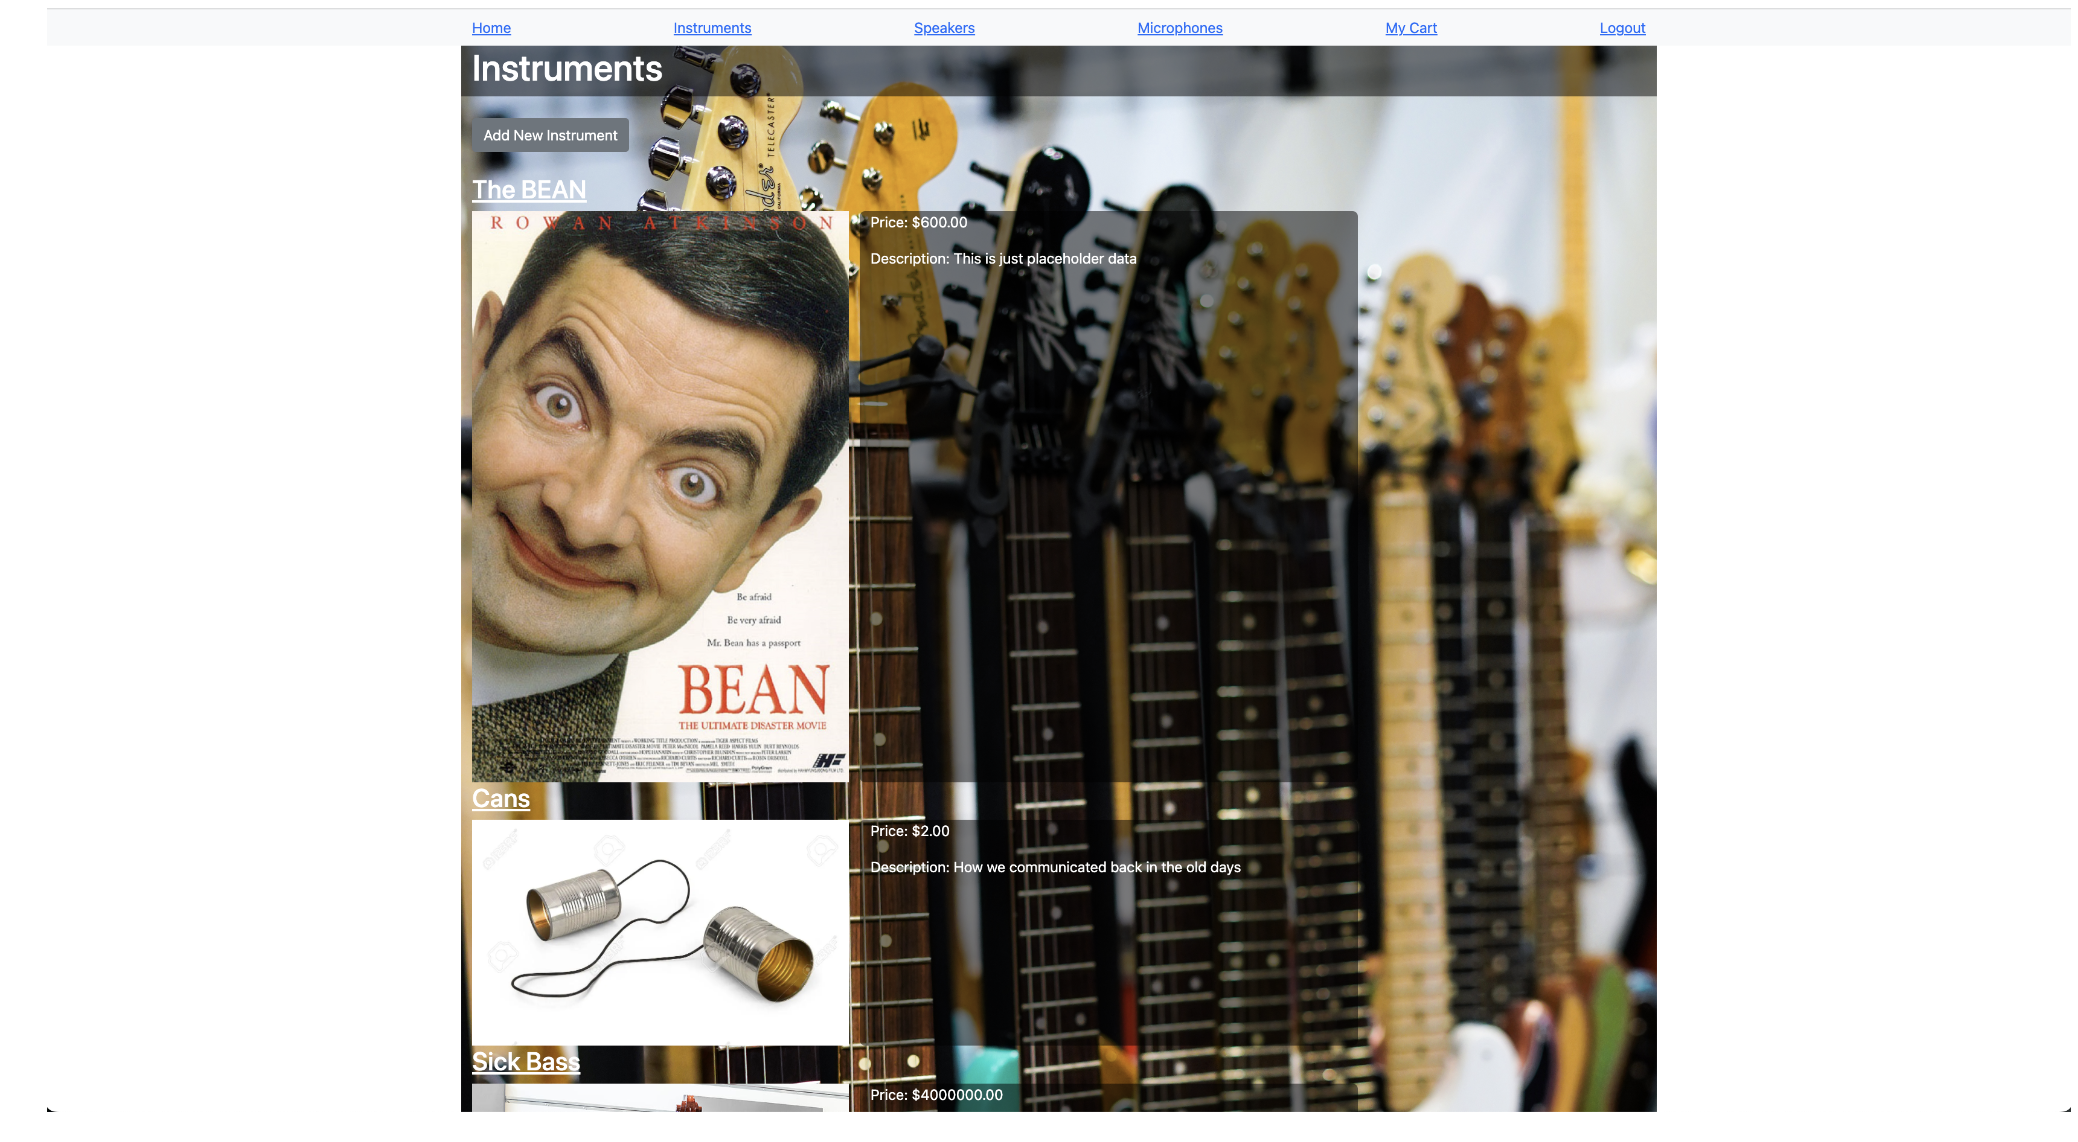 Home Instruments Speakers Microphones My Cart Logout
Instruments
Add New Instrument
TELECASTER
The BEAN
ROWAN ATKINSON
Price: $600.00
Description: This is just placeholder data
Be afraid
Be very afraid
Mr. Bean has a passport
BEAN
THE ULTIMATE DISASTER MOVIE
Cans
Price: $2.00
Description: How we communicated back in the old days
Sick Bass
Price: $4000000.00